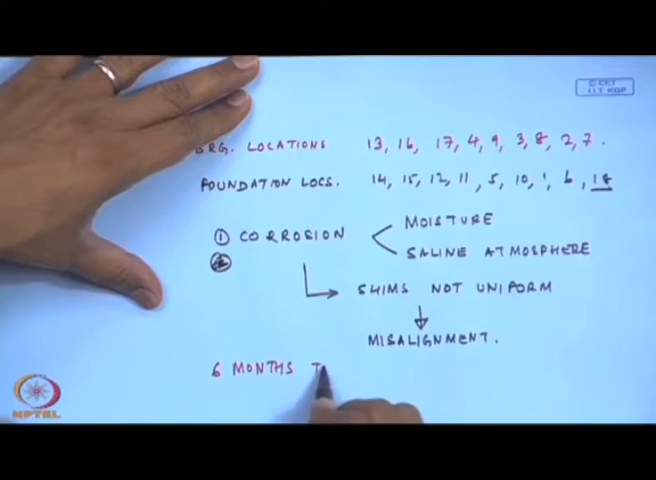 © CET
I.I.T. KGP
BRG. LOCATIONS 13, 16, 17, 4, 9, 3, 8, 2, 7.
FOUNDATION LOCS. 14, 15, 12, 11, 5, 10, 1, 6, 18
① CORROSION MOISTURE
SALINE ATMOSPHERE
SHIMS NOT UNIFORM
MISALIGNMENT.
6 MONTHS T
NPTEL